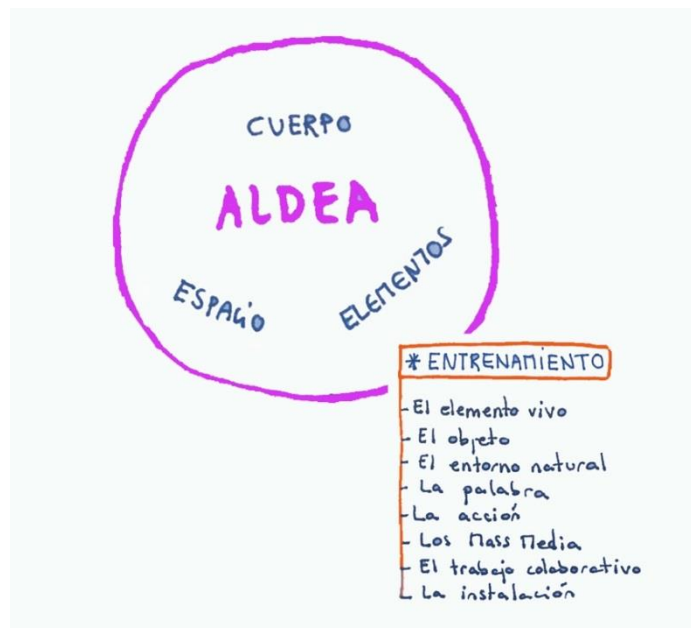 CUERPO
ALDEA
ESPACIO
ELEMENTOS
* ENTRENAMIENTO
- El elemento vivo
- El objeto
- El entorno natural
- La palabra
- La acción
- Los Mass Media
- El trabajo colaborativo
- La instalación